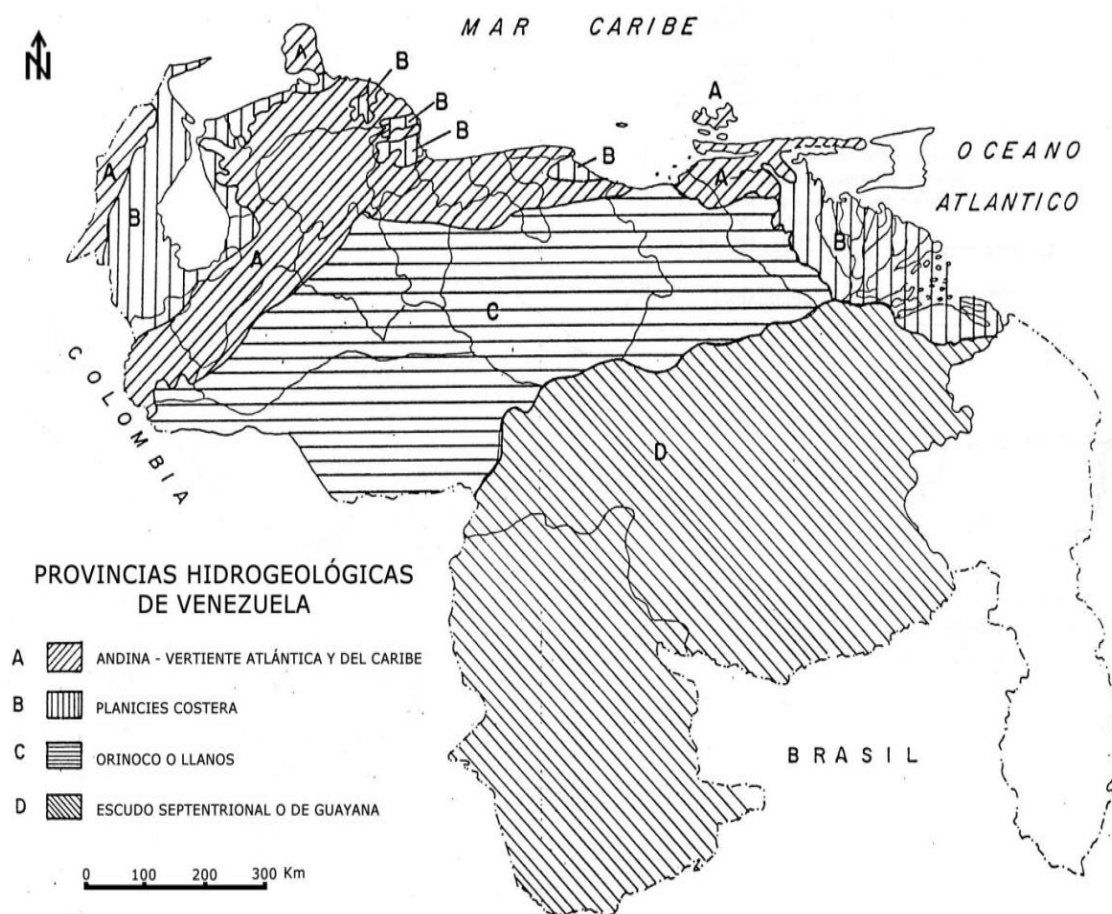 MAR CARIBE
N
A
B
B
B
A
B
A
OCEANO
ATLANTICO
A
B
B
A
C
COLOMBIA
D
PROVINCIAS HIDROGEOLÓGICAS
DE VENEZUELA
A ANDINA - VERTIENTE ATLÁNTICA Y DEL CARIBE
B PLANICIES COSTERA
C ORINOCO O LLANOS
D ESCUDO SEPTENTRIONAL O DE GUAYANA
BRASIL
0 100 200 300 Km